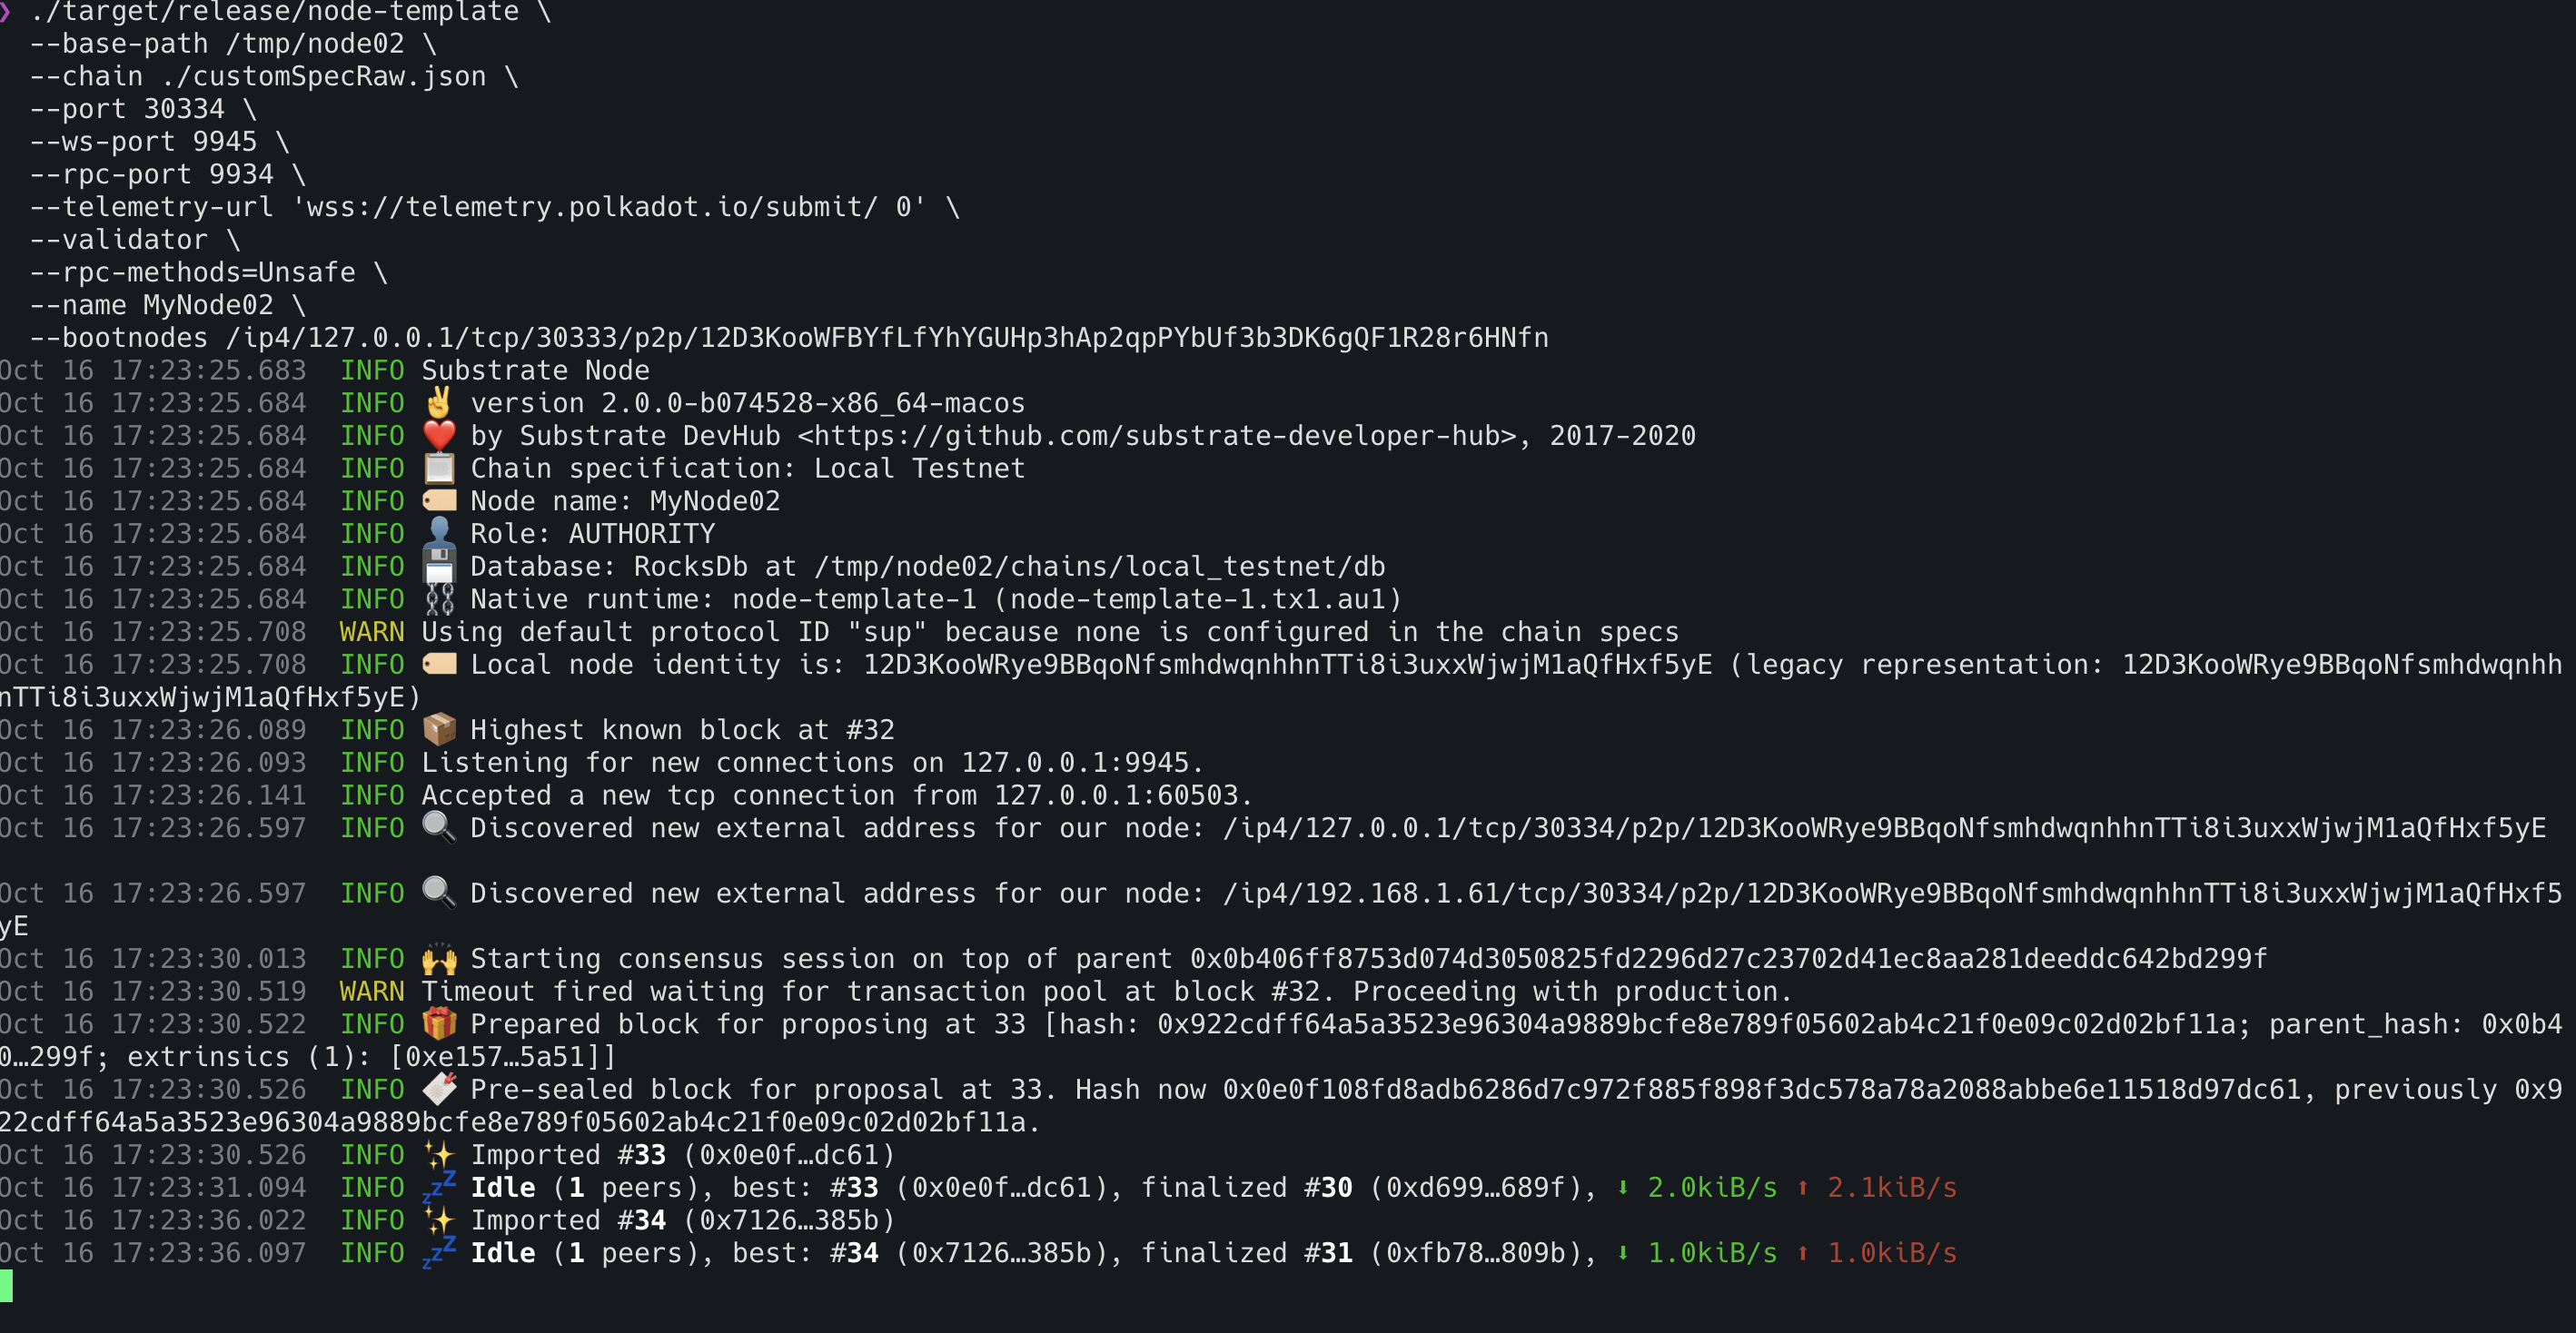 ❯ ./target/release/node-template \
--base-path /tmp/node02 \
--chain ./customSpecRaw.json \
--port 30334 \
--ws-port 9945 \
--rpc-port 9934 \
--telemetry-url 'wss://telemetry.polkadot.io/submit/ 0' \
--validator \
--rpc-methods=Unsafe \
--name MyNode02 \
--bootnodes /ip4/127.0.0.1/tcp/30333/p2p/12D3KooWFBYfLfYhYGUHp3hAp2qpPYbUf3b3DK6gQF1R28r6HNfn
Oct 16 17:23:25.683 INFO Substrate Node
Oct 16 17:23:25.684 INFO ✌️ version 2.0.0-b074528-x86_64-macos
Oct 16 17:23:25.684 INFO ❤️ by Substrate DevHub <https://github.com/substrate-developer-hub>, 2017-2020
Oct 16 17:23:25.684 INFO 📋 Chain specification: Local Testnet
Oct 16 17:23:25.684 INFO 🏷 Node name: MyNode02
Oct 16 17:23:25.684 INFO 👤 Role: AUTHORITY
Oct 16 17:23:25.684 INFO 💾 Database: RocksDb at /tmp/node02/chains/local_testnet/db
Oct 16 17:23:25.684 INFO ⛓ Native runtime: node-template-1 (node-template-1.tx1.au1)
Oct 16 17:23:25.708 WARN Using default protocol ID "sup" because none is configured in the chain specs
Oct 16 17:23:25.708 INFO 🏷 Local node identity is: 12D3KooWRye9BBqoNfsmhdwqnhhnTTi8i3uxxWjwjM1aQfHxf5yE (legacy representation: 12D3KooWRye9BBqoNfsmhdwqnhh
nTTi8i3uxxWjwjM1aQfHxf5yE)
Oct 16 17:23:26.089 INFO 📦 Highest known block at #32
Oct 16 17:23:26.093 INFO Listening for new connections on 127.0.0.1:9945.
Oct 16 17:23:26.141 INFO Accepted a new tcp connection from 127.0.0.1:60503.
Oct 16 17:23:26.597 INFO 🔍 Discovered new external address for our node: /ip4/127.0.0.1/tcp/30334/p2p/12D3KooWRye9BBqoNfsmhdwqnhhnTTi8i3uxxWjwjM1aQfHxf5yE
Oct 16 17:23:26.597 INFO 🔍 Discovered new external address for our node: /ip4/192.168.1.61/tcp/30334/p2p/12D3KooWRye9BBqoNfsmhdwqnhhnTTi8i3uxxWjwjM1aQfHxf5
yE
Oct 16 17:23:30.013 INFO 🙌 Starting consensus session on top of parent 0x0b406ff8753d074d3050825fd2296d27c23702d41ec8aa281deeddc642bd299f
Oct 16 17:23:30.519 WARN Timeout fired waiting for transaction pool at block #32. Proceeding with production.
Oct 16 17:23:30.522 INFO 🎁 Prepared block for proposing at 33 [hash: 0x922cdff64a5a3523e96304a9889bcfe8e789f05602ab4c21f0e09c02d02bf11a; parent_hash: 0x0b4
0…299f; extrinsics (1): [0xe157…5a51]]
Oct 16 17:23:30.526 INFO 🔖 Pre-sealed block for proposal at 33. Hash now 0x0e0f108fd8adb6286d7c972f885f898f3dc578a78a2088abbe6e11518d97dc61, previously 0x9
22cdff64a5a3523e96304a9889bcfe8e789f05602ab4c21f0e09c02d02bf11a.
Oct 16 17:23:30.526 INFO ✨ Imported #33 (0x0e0f…dc61)
Oct 16 17:23:31.094 INFO 💤 Idle (1 peers), best: #33 (0x0e0f…dc61), finalized #30 (0xd699…689f), ⬇ 2.0kiB/s ⬆ 2.1kiB/s
Oct 16 17:23:36.022 INFO ✨ Imported #34 (0x7126…385b)
Oct 16 17:23:36.097 INFO 💤 Idle (1 peers), best: #34 (0x7126…385b), finalized #31 (0xfb78…809b), ⬇ 1.0kiB/s ⬆ 1.0kiB/s